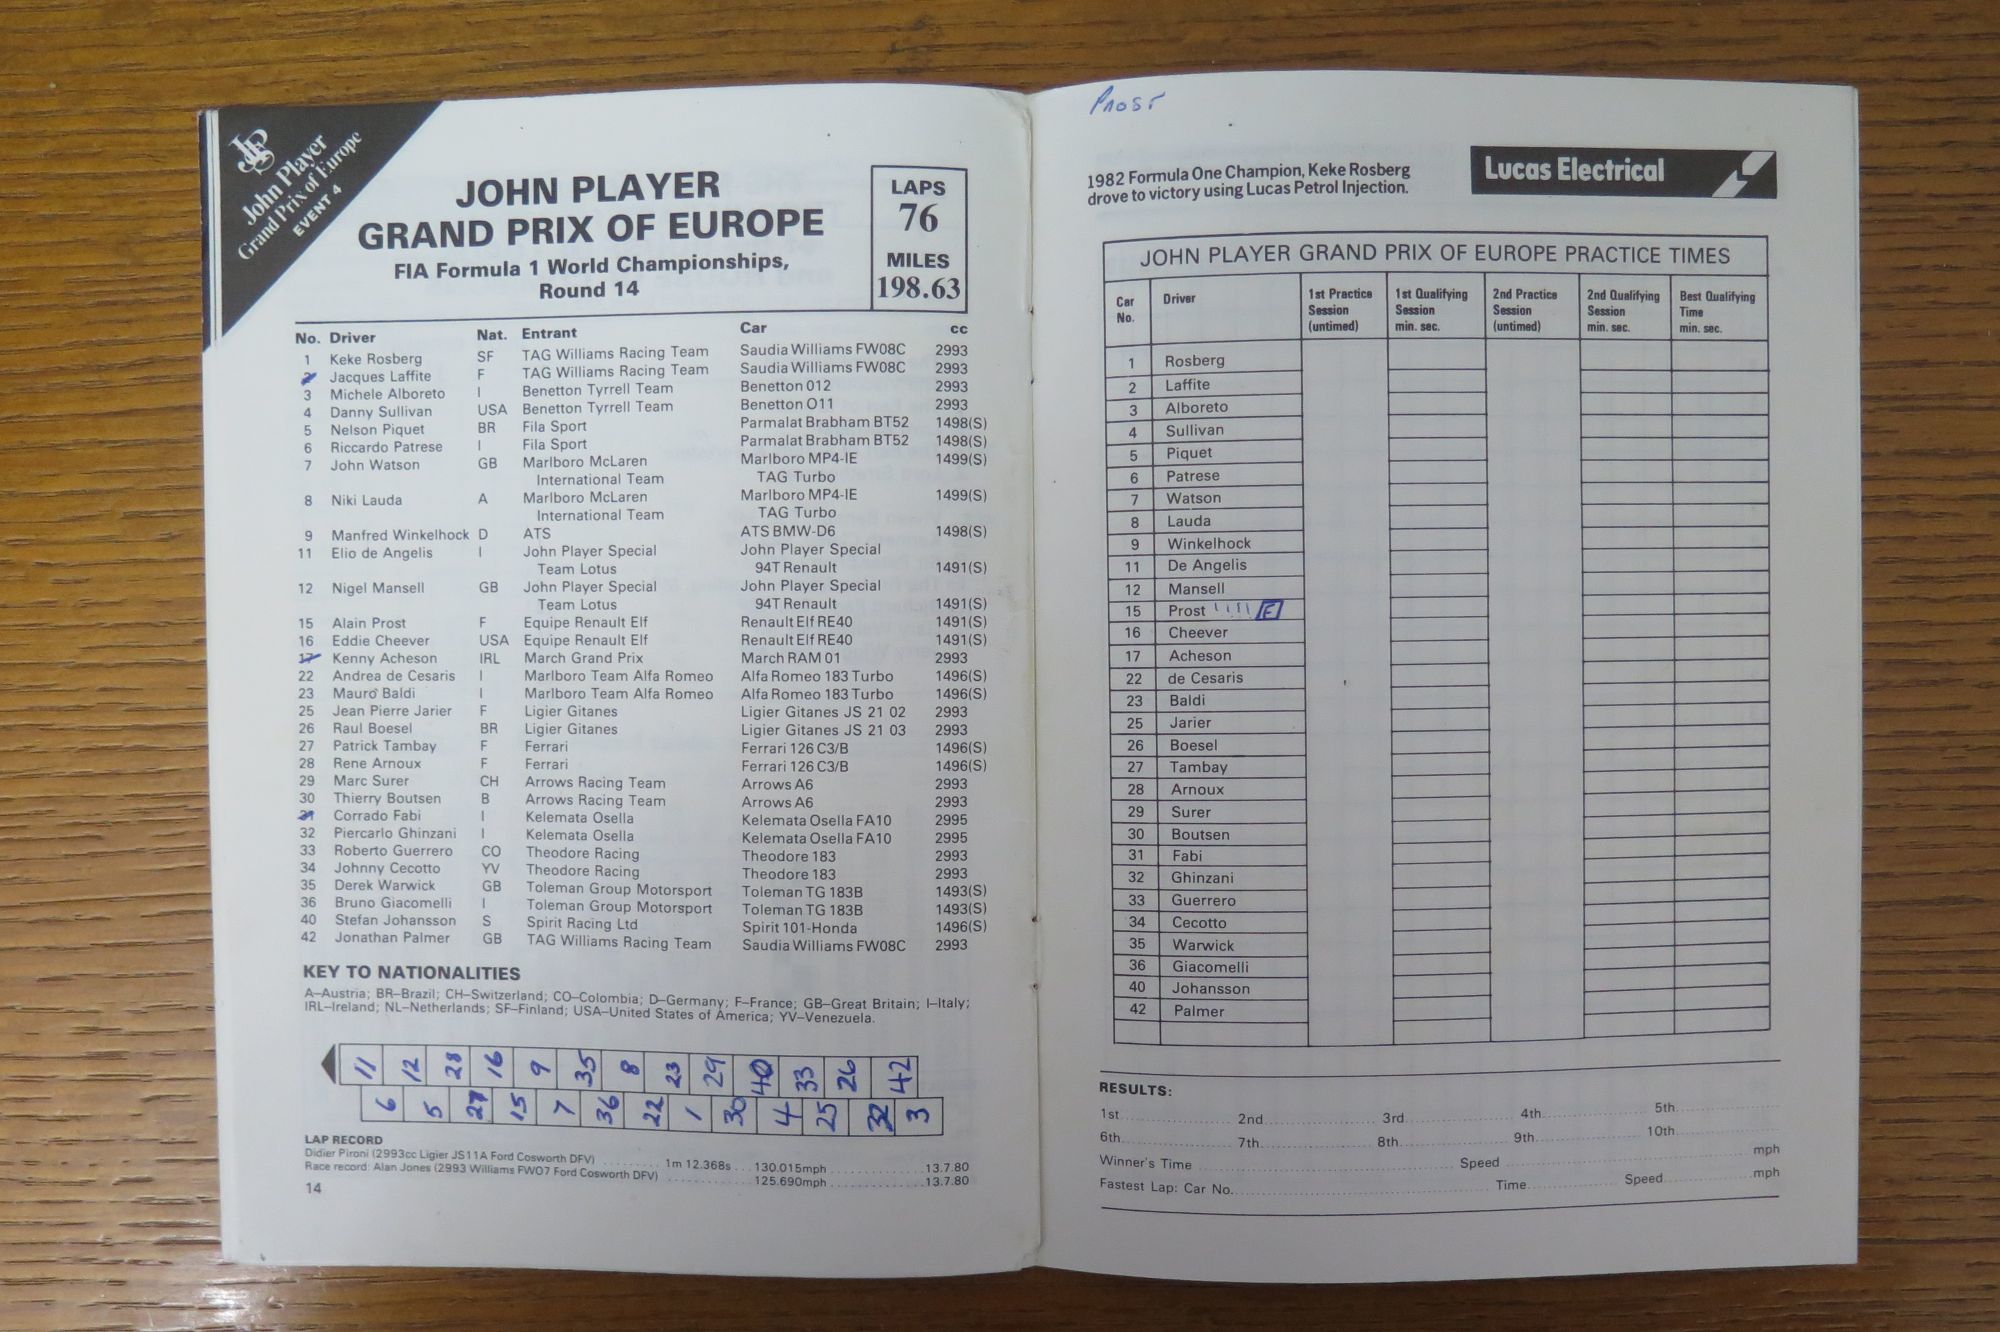 JPS
John Player
Grand Prix of Europe
EVENT 4
JOHN PLAYER
GRAND PRIX OF EUROPE
FIA Formula 1 World Championships,
Round 14
LAPS
76
MILES
198.63
No. Driver Nat. Entrant Car cc
1 Keke Rosberg SF TAG Williams Racing Team Saudia Williams FW08C 2993
2 Jacques Laffite F TAG Williams Racing Team Saudia Williams FW08C 2993
3 Michele Alboreto I Benetton Tyrrell Team Benetton 012 2993
4 Danny Sullivan USA Benetton Tyrrell Team Benetton O11 2993
5 Nelson Piquet BR Fila Sport Parmalat Brabham BT52 1498(S)
6 Riccardo Patrese I Fila Sport Parmalat Brabham BT52 1498(S)
7 John Watson GB Marlboro McLaren Marlboro MP4-IE 1499(S)
International Team TAG Turbo
8 Niki Lauda A Marlboro McLaren Marlboro MP4-IE 1499(S)
International Team TAG Turbo
9 Manfred Winkelhock D ATS ATS BMW-D6 1498(S)
11 Elio de Angelis I John Player Special John Player Special
Team Lotus 94T Renault 1491(S)
12 Nigel Mansell GB John Player Special John Player Special
Team Lotus 94T Renault 1491(S)
15 Alain Prost F Equipe Renault Elf Renault Elf RE40 1491(S)
16 Eddie Cheever USA Equipe Renault Elf Renault Elf RE40 1491(S)
17 Kenny Acheson IRL March Grand Prix March RAM 01 2993
22 Andrea de Cesaris I Marlboro Team Alfa Romeo Alfa Romeo 183 Turbo 1496(S)
23 Mauro Baldi I Marlboro Team Alfa Romeo Alfa Romeo 183 Turbo 1496(S)
25 Jean Pierre Jarier F Ligier Gitanes Ligier Gitanes JS 21 02 2993
26 Raul Boesel BR Ligier Gitanes Ligier Gitanes JS 21 03 2993
27 Patrick Tambay F Ferrari Ferrari 126 C3/B 1496(S)
28 Rene Arnoux F Ferrari Ferrari 126 C3/B 1496(S)
29 Marc Surer CH Arrows Racing Team Arrows A6 2993
30 Thierry Boutsen B Arrows Racing Team Arrows A6 2993
31 Corrado Fabi I Kelemata Osella Kelemata Osella FA10 2995
32 Piercarlo Ghinzani I Kelemata Osella Kelemata Osella FA10 2995
33 Roberto Guerrero CO Theodore Racing Theodore 183 2993
34 Johnny Cecotto YV Theodore Racing Theodore 183 2993
35 Derek Warwick GB Toleman Group Motorsport Toleman TG 183B 1493(S)
36 Bruno Giacomelli I Toleman Group Motorsport Toleman TG 183B 1493(S)
40 Stefan Johansson S Spirit Racing Ltd Spirit 101-Honda 1496(S)
42 Jonathan Palmer GB TAG Williams Racing Team Saudia Williams FW08C 2993
KEY TO NATIONALITIES
A–Austria; BR–Brazil; CH–Switzerland; CO–Colombia; D–Germany; F–France; GB–Great Britain; I–Italy;
IRL–Ireland; NL–Netherlands; SF–Finland; USA–United States of America; YV–Venezuela.
11 12 28 16 9 35 8 23 29 40 33 26 42
6 5 27 15 7 36 22 1 30 4 25 32 3
LAP RECORD
Didier Pironi (2993cc Ligier JS11A Ford Cosworth DFV) ........ 1m 12.368s ... 130.015mph .................. 13.7.80
Race record: Alan Jones (2993 Williams FW07 Ford Cosworth DFV) .................. 125.690mph .................. 13.7.80
14
PROST
1982 Formula One Champion, Keke Rosberg
drove to victory using Lucas Petrol Injection.
Lucas Electrical
JOHN PLAYER GRAND PRIX OF EUROPE PRACTICE TIMES
Car No. Driver 1st Practice Session (untimed) 1st Qualifying Session min. sec. 2nd Practice Session (untimed) 2nd Qualifying Session min. sec. Best Qualifying Time min. sec.
1 Rosberg
2 Laffite
3 Alboreto
4 Sullivan
5 Piquet
6 Patrese
7 Watson
8 Lauda
9 Winkelhock
11 De Angelis
12 Mansell
15 Prost F
16 Cheever
17 Acheson
22 de Cesaris
23 Baldi
25 Jarier
26 Boesel
27 Tambay
28 Arnoux
29 Surer
30 Boutsen
31 Fabi
32 Ghinzani
33 Guerrero
34 Cecotto
35 Warwick
36 Giacomelli
40 Johansson
42 Palmer
RESULTS:
1st.................. 2nd.................. 3rd.................. 4th.................. 5th..................
6th.................. 7th.................. 8th.................. 9th.................. 10th..................
Winner's Time .................. Speed .................. mph
Fastest Lap: Car No. .................. Time.................. Speed.................. mph